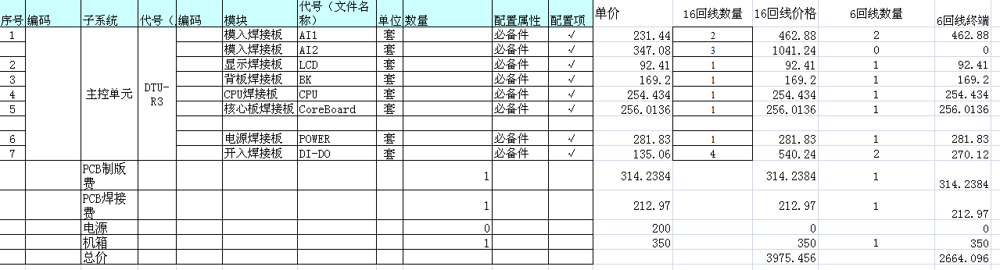 序号 编码 子系统 代号（ 编码 模块 代号（文件名称） 单位 数量 配置属性 配置项 单价 16回线数量 16回线价格 6回线数量 6回线终端
1 模入焊接板 AI1 套 必备件 √ 231.44 2 462.88 2 462.88
模入焊接板 AI2 套 必备件 √ 347.08 3 1041.24 0 0
2 显示焊接板 LCD 套 必备件 √ 92.41 1 92.41 1 92.41
3 背板焊接板 BK 套 必备件 √ 169.2 1 169.2 1 169.2
4 主控单元 DTU-R3 CPU焊接板 CPU 套 必备件 √ 254.434 1 254.434 1 254.434
5 核心板焊接板 CoreBoard 套 必备件 √ 256.0136 1 256.0136 1 256.0136
6 电源焊接板 POWER 套 必备件 √ 281.83 1 281.83 1 281.83
7 开入焊接板 DI-DO 套 必备件 √ 135.06 4 540.24 2 270.12
PCB制版费 1 314.2384 314.2384 1 314.2384
PCB焊接费 1 212.97 212.97 1 212.97
电源 0 200 0 0
机箱 1 350 350 1 350
总价 3975.456 2664.096